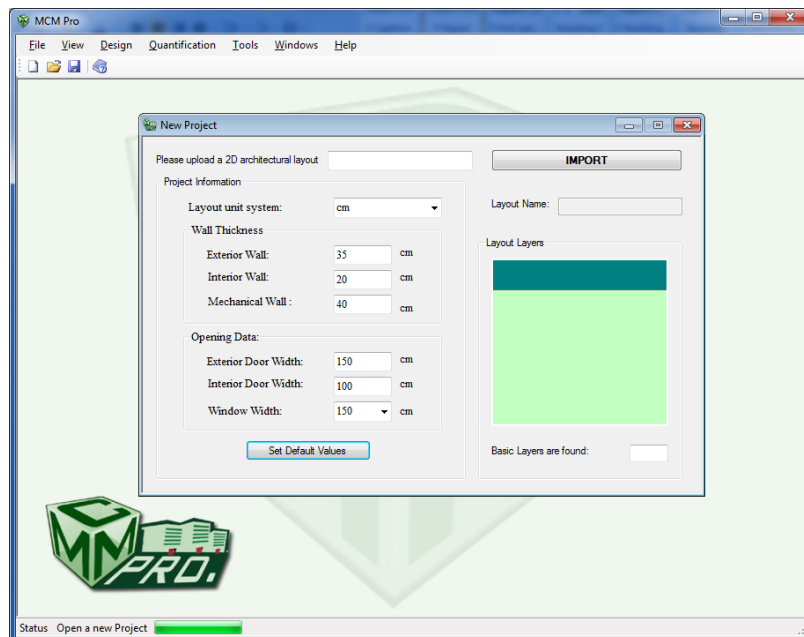 MCM Pro
File View Design Quantification Tools Windows Help
New Project
Please upload a 2D architectural layout
IMPORT
Project Information
Layout unit system: cm
Layout Name:
Wall Thickness
Layout Layers
Exterior Wall: 35 cm
Interior Wall: 20 cm
Mechanical Wall : 40 cm
Opening Data:
Exterior Door Width: 150 cm
Interior Door Width: 100 cm
Window Width: 150 cm
Set Default Values
Basic Layers are found:
MCM
PRO.
Status Open a new Project